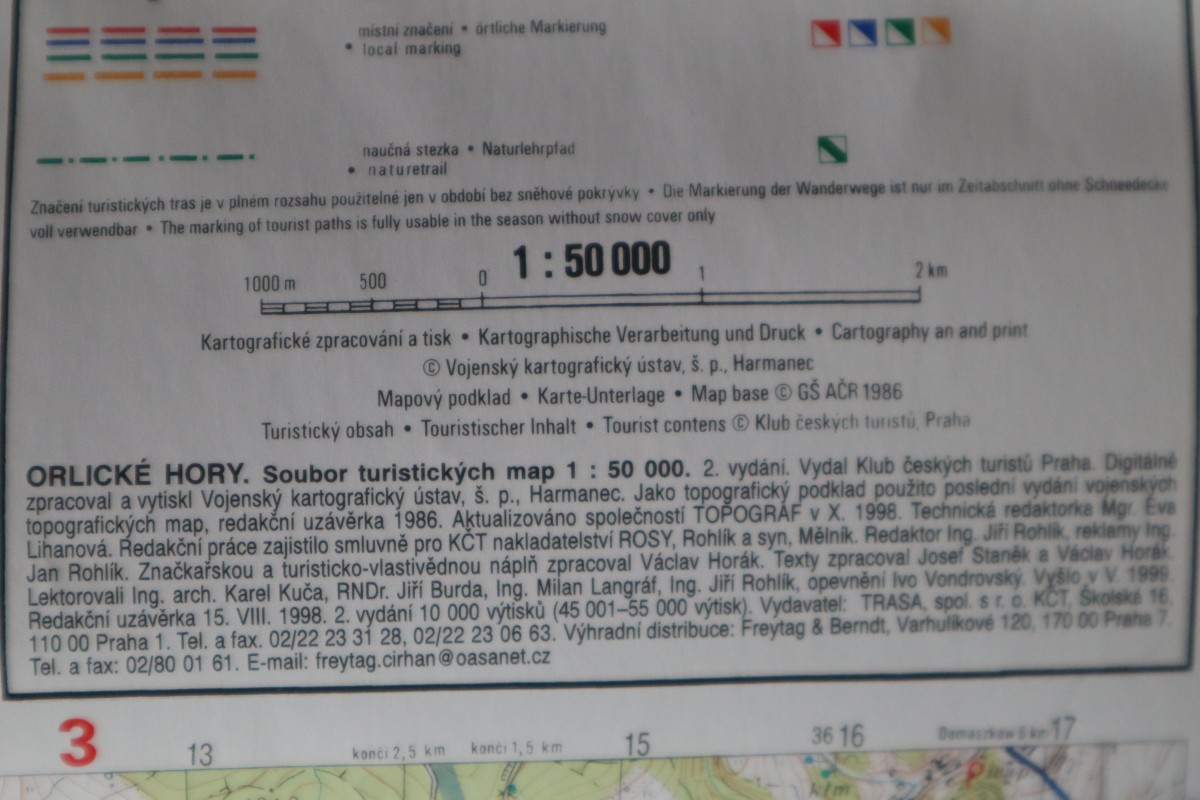 místní značení • örtliche Markierung
• local marking
naučná stezka • Naturlehrpfad
• naturetrail
Značení turistických tras je v plném rozsahu použitelné jen v období bez sněhové pokrývky • Die Markierung der Wanderwege ist nur im Zeitabschnitt ohne Schneedecke
voll verwendbar • The marking of tourist paths is fully usable in the season without snow cover only
1 : 50 000
1000 m 500 0 1 2 km
Kartografické zpracování a tisk • Kartographische Verarbeitung und Druck • Cartography an and print
© Vojenský kartografický ústav, š. p., Harmanec
Mapový podklad • Karte-Unterlage • Map base © GŠ AČR 1986
Turistický obsah • Touristischer Inhalt • Tourist contens © Klub českých turistů, Praha
ORLICKÉ HORY. Soubor turistických map 1 : 50 000. 2. vydání. Vydal Klub českých turistů Praha. Digitálně
zpracoval a vytiskl Vojenský kartografický ústav, š. p., Harmanec. Jako topografický podklad použito poslední vydání vojenských
topografických map, redakční uzávěrka 1986. Aktualizováno společností TOPOGRAF v X. 1998. Technická redaktorka Mgr. Eva
Lihanová. Redakční práce zajistilo smluvně pro KČT nakladatelství ROSY, Rohlík a syn, Mělník. Redaktor Ing. Jiří Rohlík, reklamy Ing.
Jan Rohlík. Značkařskou a turisticko-vlastivědnou náplň zpracoval Václav Horák. Texty zpracoval Josef Staněk a Václav Horák.
Lektorovali Ing. arch. Karel Kuča, RNDr. Jiří Burda, Ing. Milan Langráf, Ing. Jiří Rohlík, opevnění Ivo Vondrovský. Vyšlo v V. 1999.
Redakční uzávěrka 15. VIII. 1998. 2. vydání 10 000 výtisků (45 001–55 000 výtisk). Vydavatel: TRASA, spol. s r. o. KČT, Školská 16,
110 00 Praha 1. Tel. a fax. 02/22 23 31 28, 02/22 23 06 63. Výhradní distribuce: Freytag & Berndt, Varhulíkové 120, 170 00 Praha 7.
Tel. a fax: 02/80 01 61. E-mail: freytag.cirhan@oasanet.cz
3 13 končí 2,5 km končí 1,5 km 15 36 16 Domaszkow 6 km 17